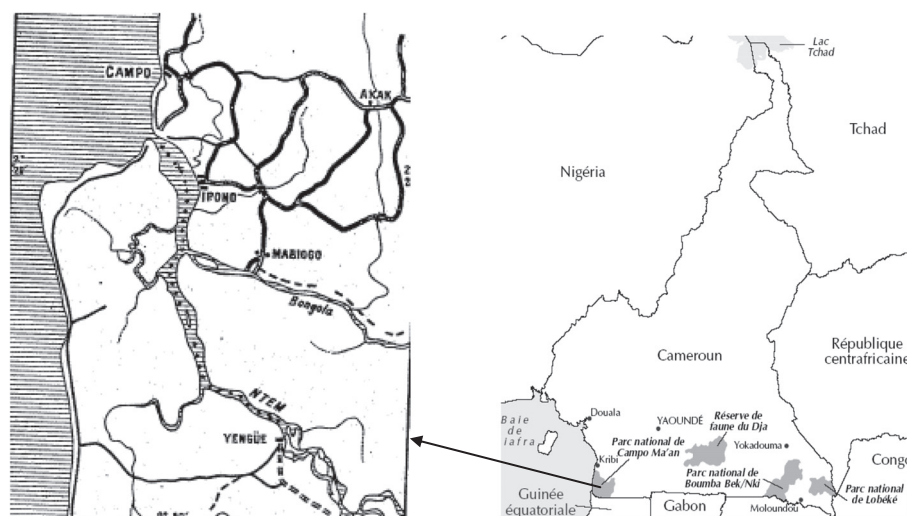 CAMPO
AKAK
IPONO
MABIOGO
Bongola
NTEM
YENGÜE
Lac
Tchad
Tchad
Nigéria
République
centrafricaine
Cameroun
Baie
de
iafra
Douala
YAOUNDÉ
Réserve de
faune du Dja
Parc national de
Campo Ma'an
Yokadouma
Kribi
Parc national de
Boumba Bek/Nki
Congo
Parc national
de Lobéké
Moloundou
Guinée
équatoriale
Gabon